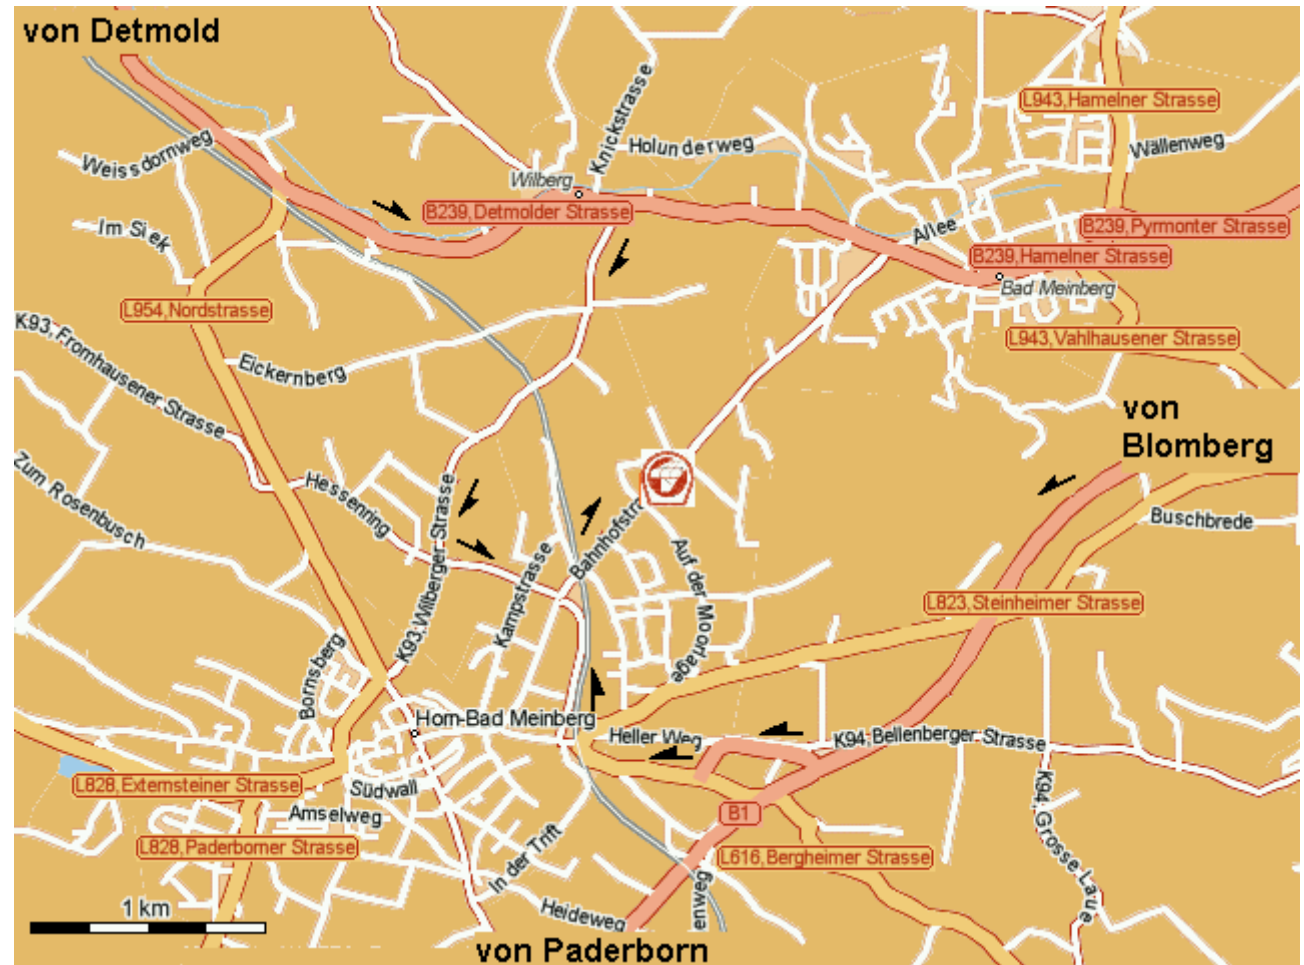 von Detmold
L943,Hamelner Strasse
Knickstrasse
Weissdornweg
Holunderweg
Wällenweg
Wilberg
B239,Detmolder Strasse
Im Siek
Allee
B239,Pyrmonter Strasse
B239,Hamelner Strasse
Bad Meinberg
L954,Nordstrasse
K93,Fromhausener Strasse
L943,Vahlhausener Strasse
Eickernberg
von
Blomberg
Zum Rosenbusch
Hessenring
K93,Wilberger Strasse
Bahnhofstra
Buschbrede
Kampstrasse
Auf der Moorlage
L823,Steinheimer Strasse
Bornsberg
Horn-Bad Meinberg
Heller Weg
K94,Bellenberger Strasse
L828,Externsteiner Strasse
Südwall
K94,Grosse Laue
Amselweg
B1
L828,Paderborner Strasse
In der Trift
L616,Bergheimer Strasse
enweg
1 km
Heideweg
von Paderborn